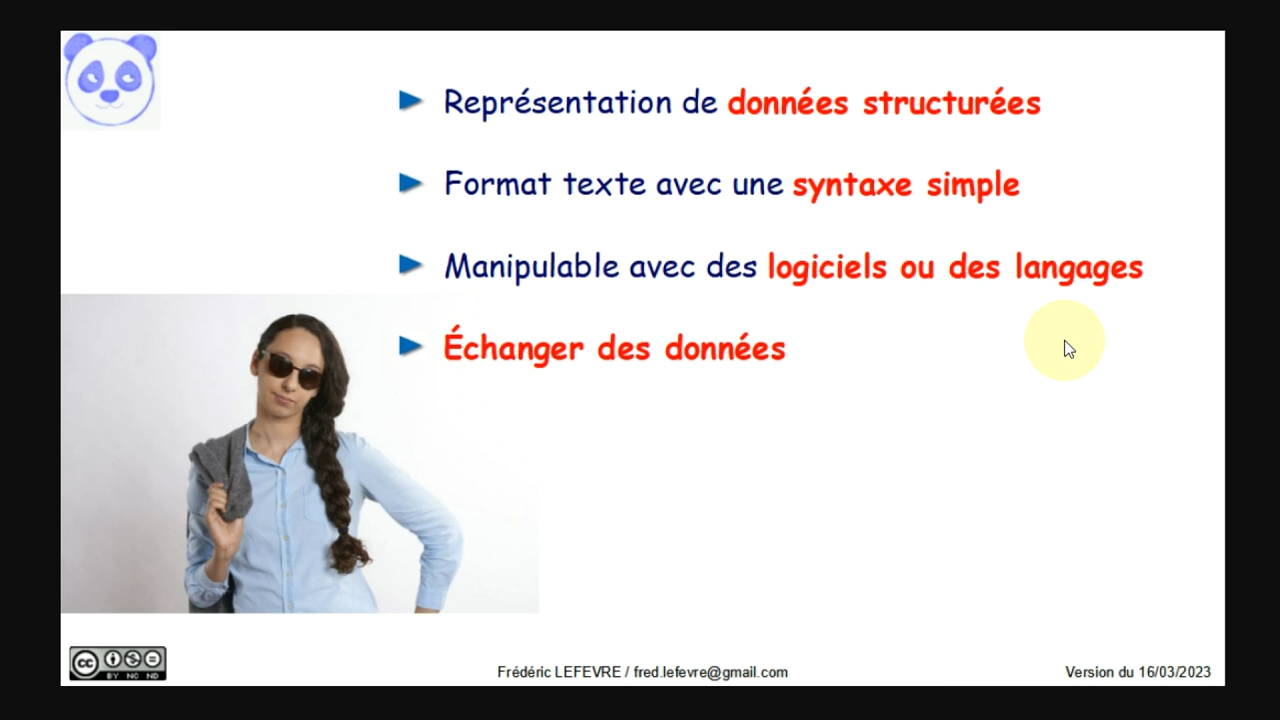 Représentation de données structurées
Format texte avec une syntaxe simple
Manipulable avec des logiciels ou des langages
Échanger des données
cc BY NC ND
Frédéric LEFEVRE / fred.lefevre@gmail.com
Version du 16/03/2023